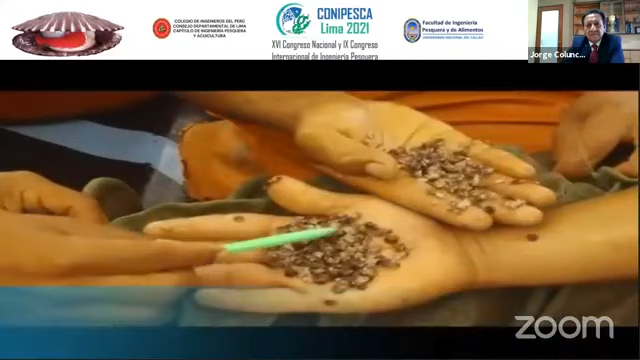 COLEGIO DE INGENIEROS DEL PERÚ
CONSEJO DEPARTAMENTAL DE LIMA
CAPÍTULO DE INGENIERÍA PESQUERA
Y ACUICULTURA
CONIPESCA
Lima 2021
XVI Congreso Nacional y IX Congreso
Internacional de Ingeniería Pesquera
Facultad de Ingeniería
Pesquera y de Alimentos
UNIVERSIDAD NACIONAL DEL CALLAO
Jorge Colunc...
zoom